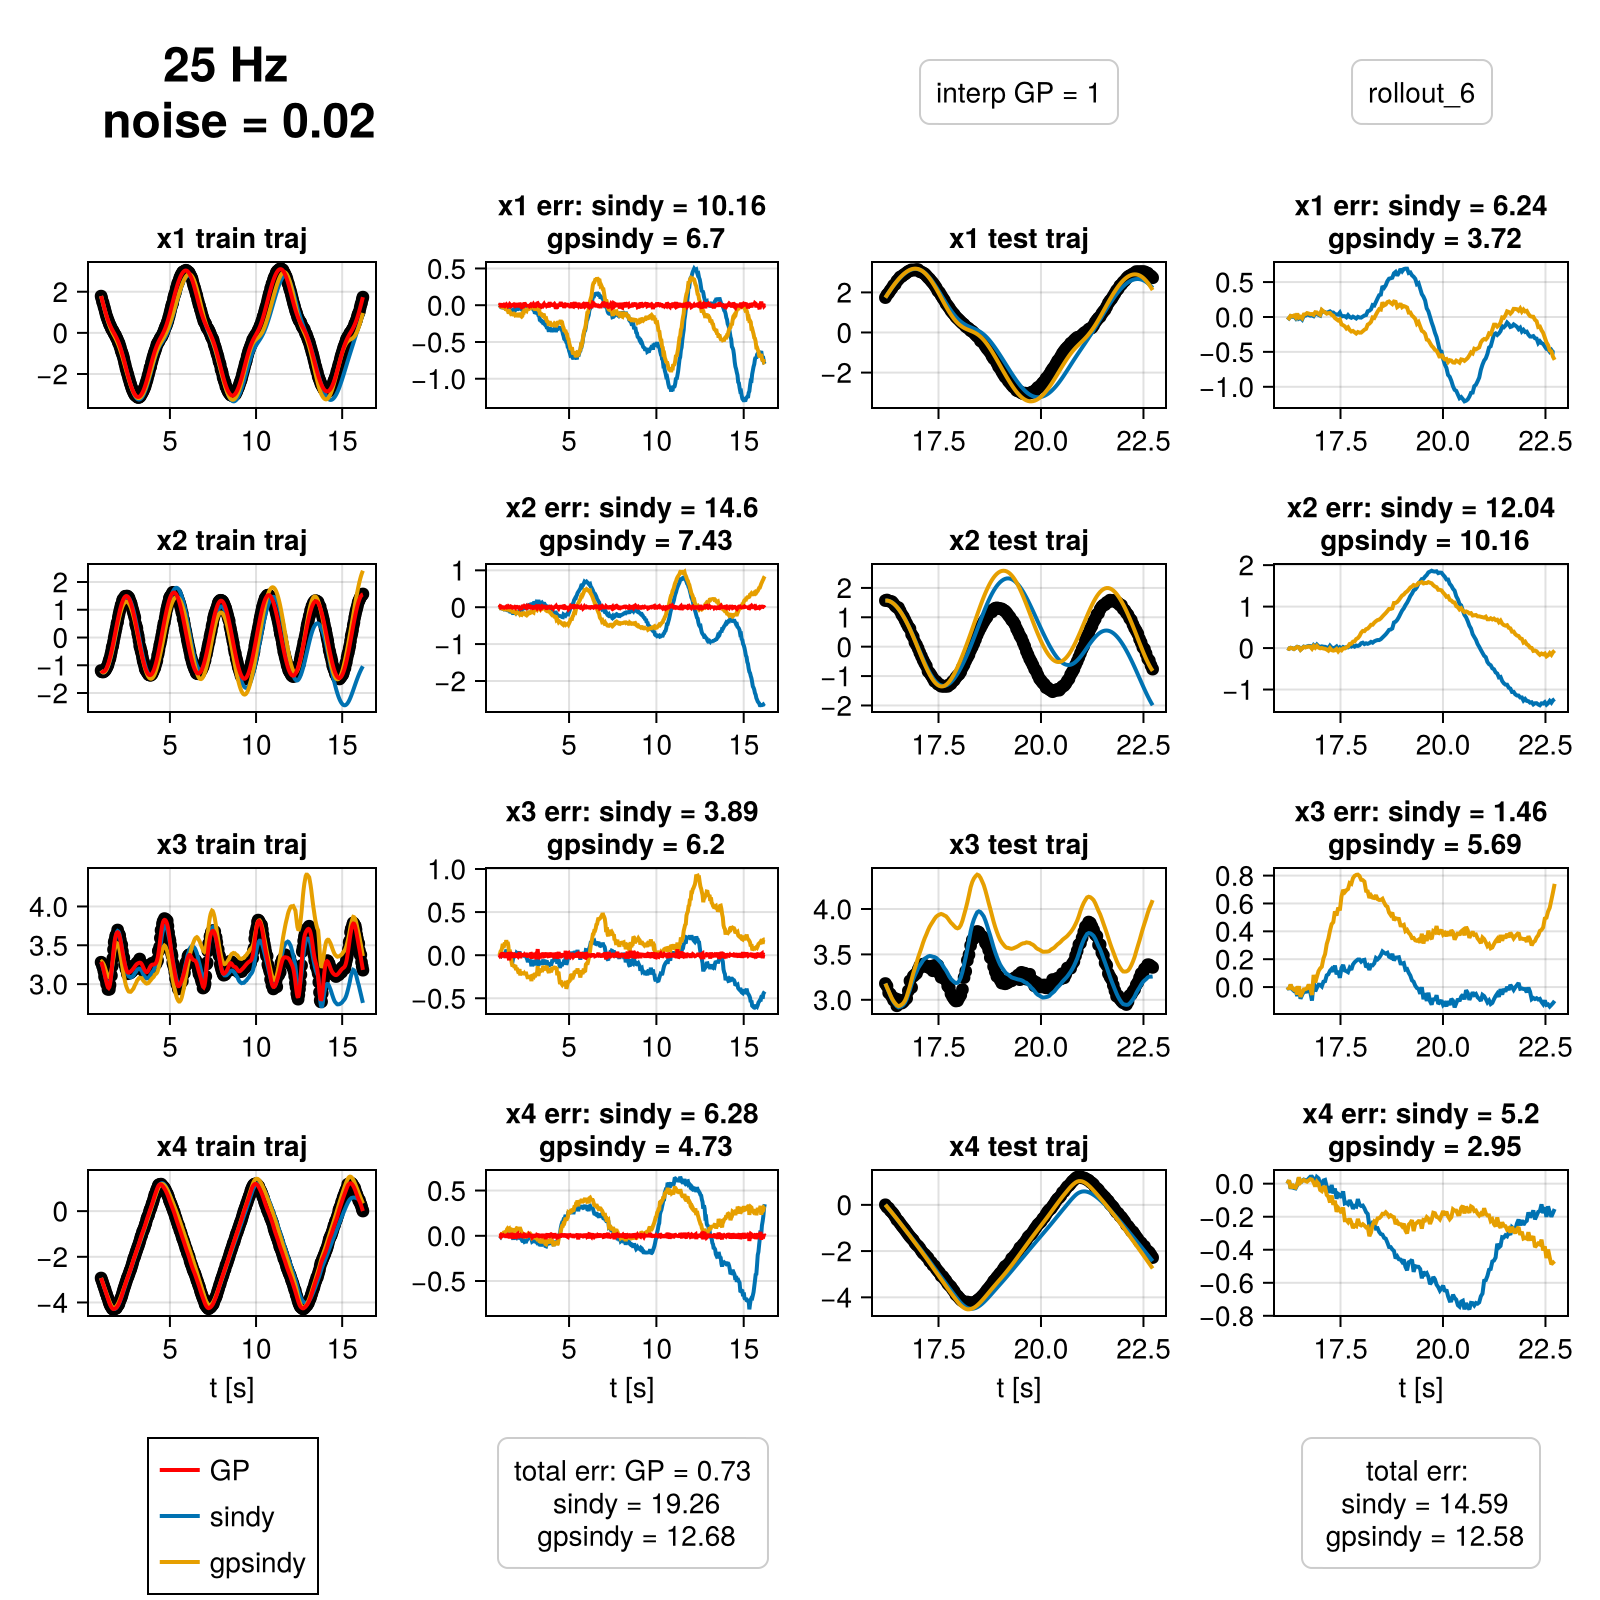 25 Hz
noise = 0.02
interp GP = 1
rollout_6
x1 train traj
2
0
−2
5
10
15
x1 err: sindy = 10.16
gpsindy = 6.7
0.5
0.0
−0.5
−1.0
5
10
15
x1 test traj
2
0
−2
17.5
20.0
22.5
x1 err: sindy = 6.24
gpsindy = 3.72
0.5
0.0
−0.5
−1.0
17.5
20.0
22.5
x2 train traj
2
1
0
−1
−2
5
10
15
x2 err: sindy = 14.6
gpsindy = 7.43
1
0
−1
−2
5
10
15
x2 test traj
2
1
0
−1
−2
17.5
20.0
22.5
x2 err: sindy = 12.04
gpsindy = 10.16
2
1
0
−1
17.5
20.0
22.5
x3 train traj
4.0
3.5
3.0
5
10
15
x3 err: sindy = 3.89
gpsindy = 6.2
1.0
0.5
0.0
−0.5
5
10
15
x3 test traj
4.0
3.5
3.0
17.5
20.0
22.5
x3 err: sindy = 1.46
gpsindy = 5.69
0.8
0.6
0.4
0.2
0.0
17.5
20.0
22.5
x4 train traj
0
−2
−4
5
10
15
t [s]
x4 err: sindy = 6.28
gpsindy = 4.73
0.5
0.0
−0.5
5
10
15
t [s]
x4 test traj
0
−2
−4
17.5
20.0
22.5
t [s]
x4 err: sindy = 5.2
gpsindy = 2.95
0.0
−0.2
−0.4
−0.6
−0.8
17.5
20.0
22.5
t [s]
GP
sindy
gpsindy
total err: GP = 0.73
sindy = 19.26
gpsindy = 12.68
total err:
sindy = 14.59
gpsindy = 12.58